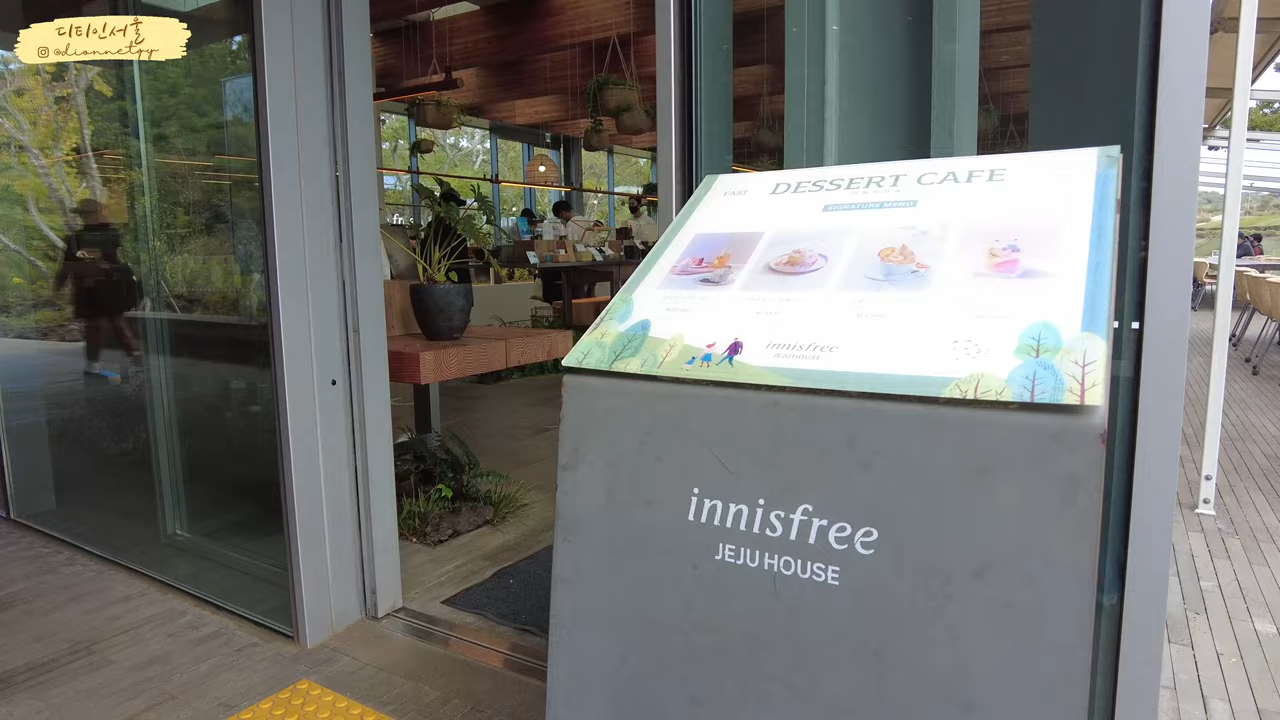 디티인서울
@dionnetgy
EAST
DESSERT CAFE
SIGNATURE MENU
innisfree
JEJU HOUSE
innisfree
JEJU HOUSE